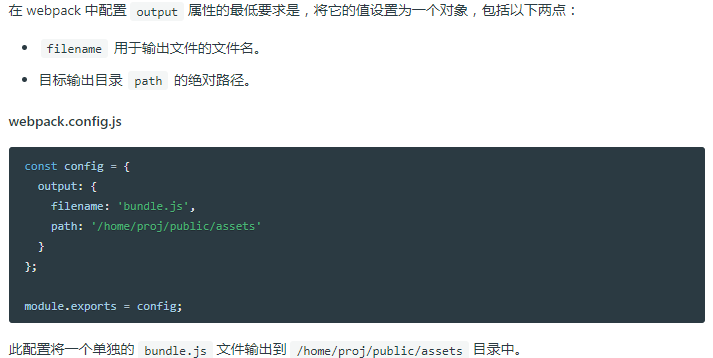 在 webpack 中配置 output 属性的最低要求是，将它的值设置为一个对象，包括以下两点：
• filename 用于输出文件的文件名。
• 目标输出目录 path 的绝对路径。
webpack.config.js
const config = {
  output: {
    filename: 'bundle.js',
    path: '/home/proj/public/assets'
  }
};
module.exports = config;
此配置将一个单独的 bundle.js 文件输出到 /home/proj/public/assets 目录中。